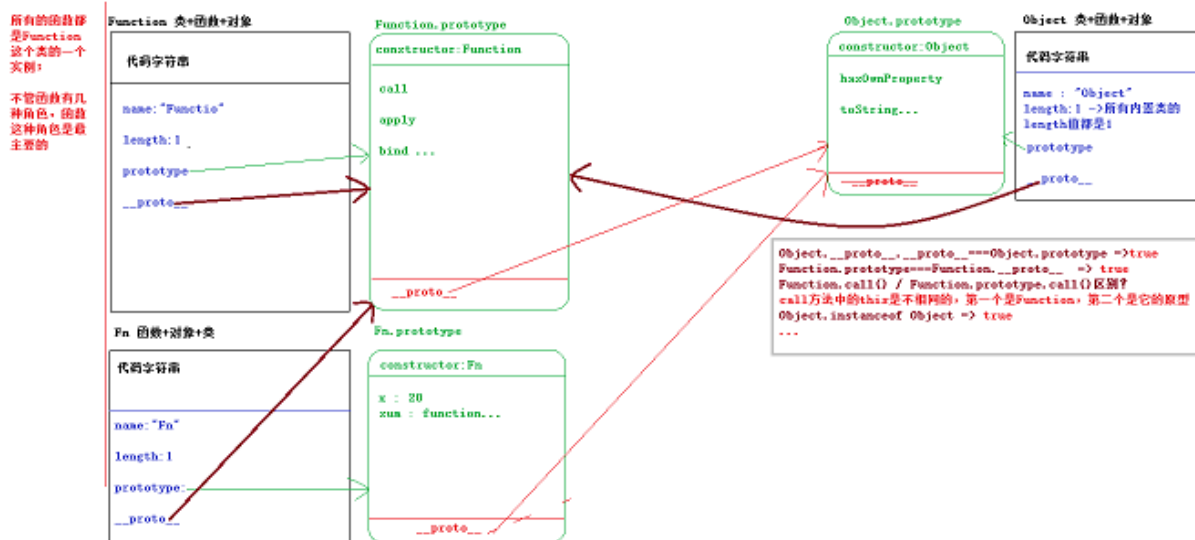 所有的函数都
是Function
这个类的一个
实例;
不管函数有几
种角色,函数
这种角色是最
主要的
Function 类+函数+对象
代码字符串
name:"Functio"
length:1
prototype
__proto__
Function.prototype
constructor:Function
call
apply
bind ...
__proto__
Object.prototype
constructor:Object
hasOwnProperty
toString...
__proto__
Object 类+函数+对象
代码字符串
name : "Object"
length:1 ->所有内置类的
length值都是1
prototype
__proto__
Object.__proto__.__proto__===Object.prototype =>true
Function.prototype===Function.__proto__ => true
Function.call() / Function.prototype.call()区别?
call方法中的this是不相同的,第一个是Function,第二个是它的原型
Object.instanceof Object => true
...
Fn 函数+对象+类
代码字符串
name:"Fn"
length:1
prototype:
__proto__
Fn.prototype
constructor:Fn
x : 20
sum : function...
__proto__